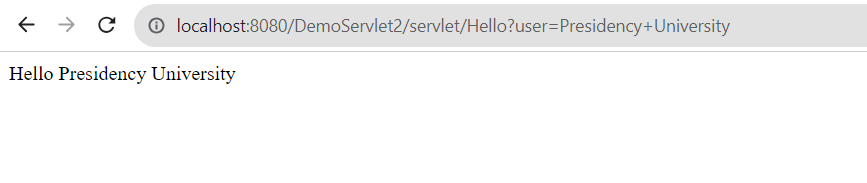 localhost:8080/DemoServlet2/servlet/Hello?user=Presidency+University
Hello Presidency University